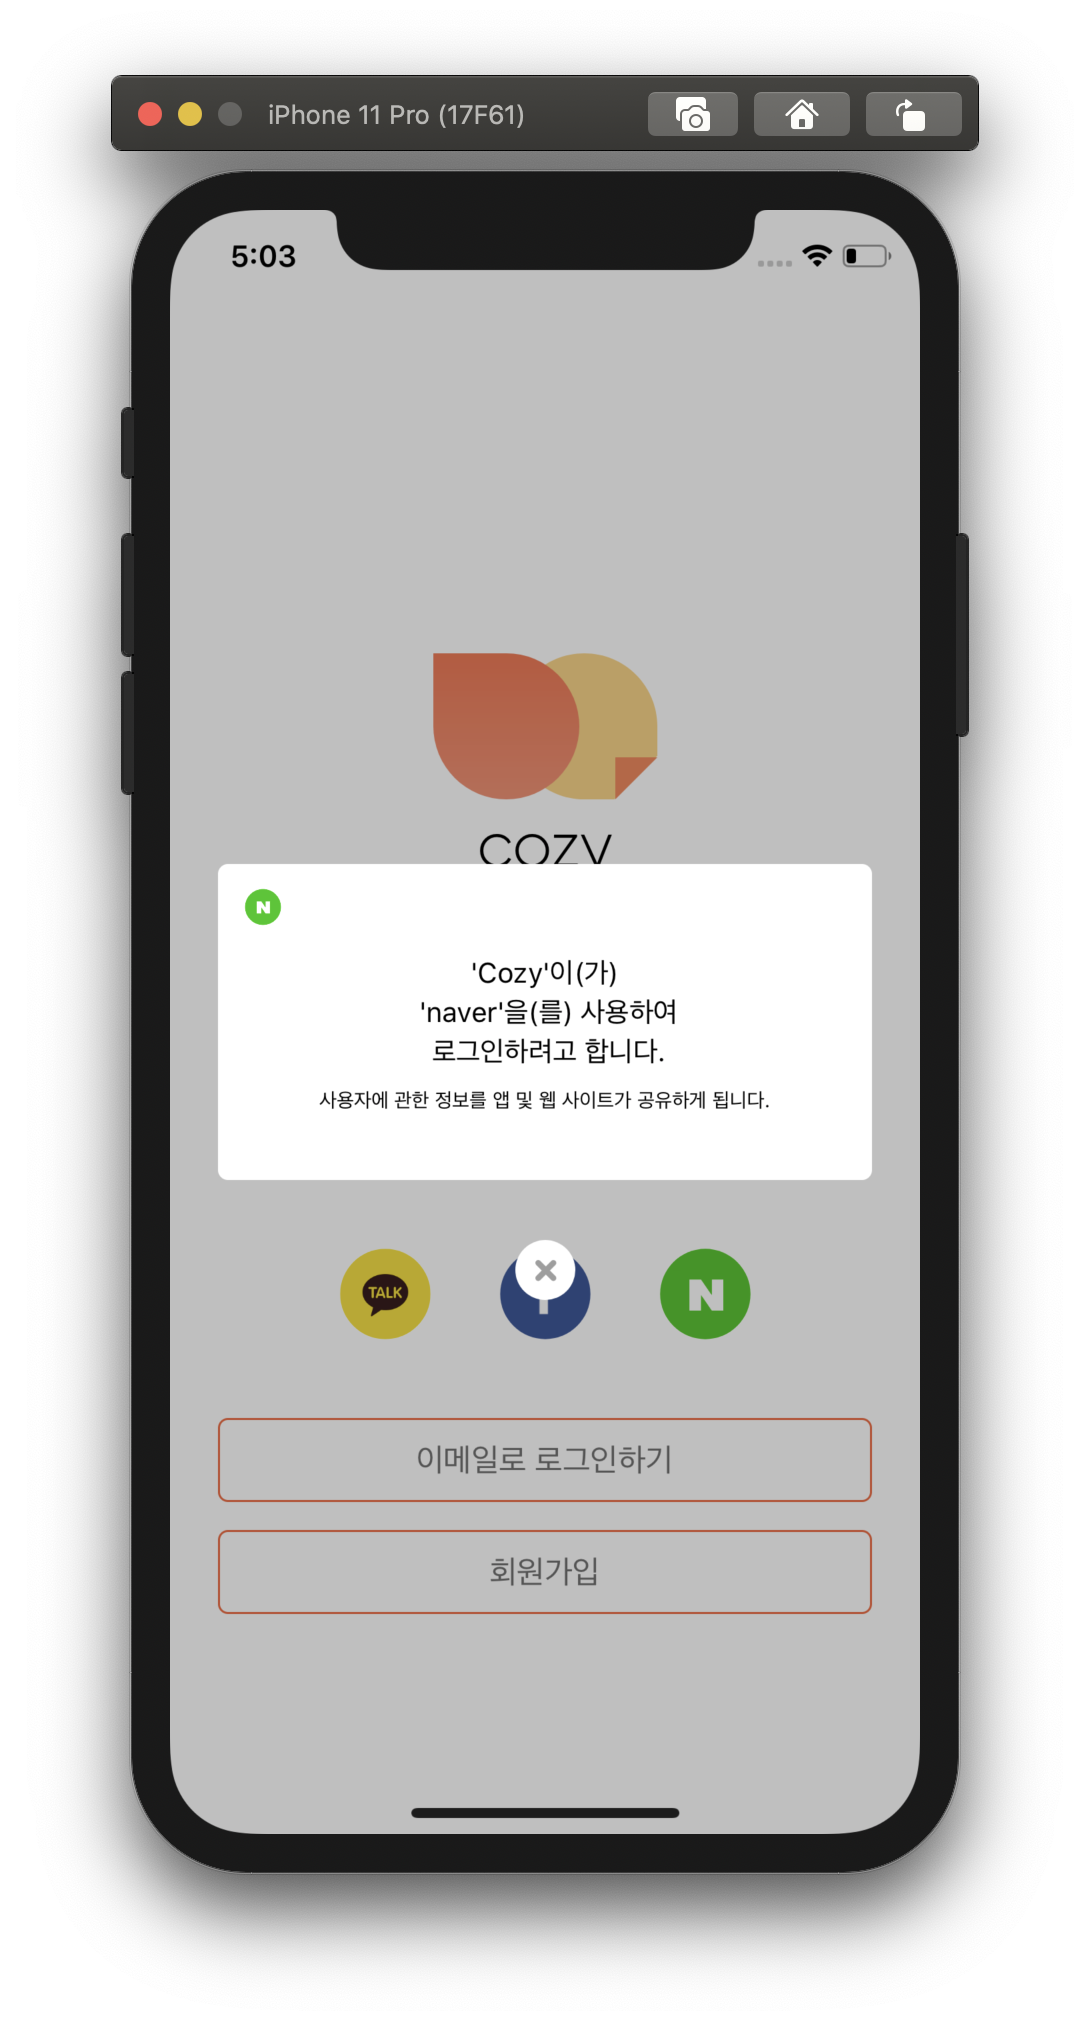 iPhone 11 Pro (17F61)
5:03
COZY
N
'Cozy'이(가)
'naver'을(를) 사용하여
로그인하려고 합니다.
사용자에 관한 정보를 앱 및 웹 사이트가 공유하게 됩니다.
TALK
N
이메일로 로그인하기
회원가입